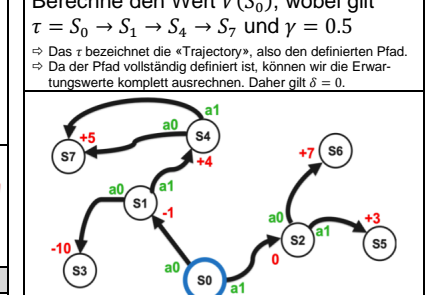 Berechne den Wert V(S₀), wobei gilt
τ = S₀ → S₁ → S₄ → S₇ und γ = 0.5
⇨ Das τ bezeichnet die «Trajectory», also den definierten Pfad.
⇨ Da der Pfad vollständig definiert ist, können wir die Erwar-
tungswerte komplett ausrechnen. Daher gilt δ = 0.
a1
+5
a0
S4
S7
+4
+7
S6
a0
S1
a1
-1
a0
+3
S2
a1
S5
-10
S3
a0
0
S0
a1